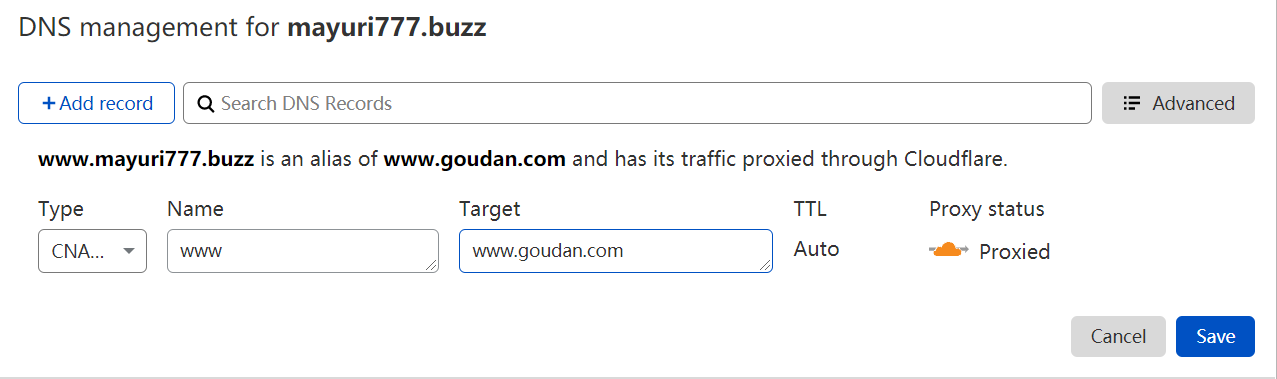 DNS management for mayuri777.buzz
+ Add record
Search DNS Records
Advanced
www.mayuri777.buzz is an alias of www.goudan.com and has its traffic proxied through Cloudflare.
Type Name Target TTL Proxy status
CNA... www www.goudan.com Auto Proxied
Cancel Save